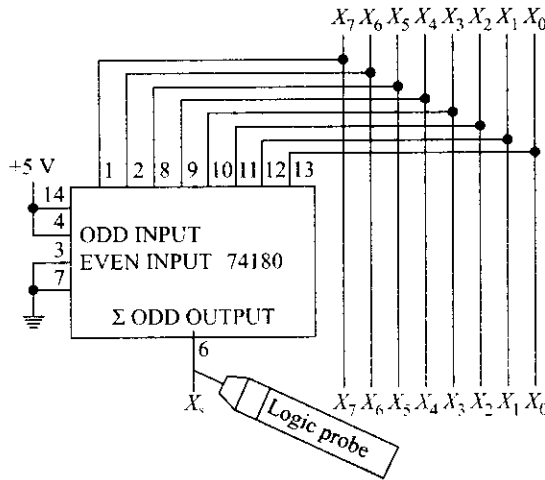 X₇ X₆ X₅ X₄ X₃ X₂ X₁ X₀
1 2 8 9 10 11 12 13
+5 V
14
4
ODD INPUT
3
EVEN INPUT 74180
7
Σ ODD OUTPUT
6
X₇ X₆ X₅ X₄ X₃ X₂ X₁ X₀
Logic probe